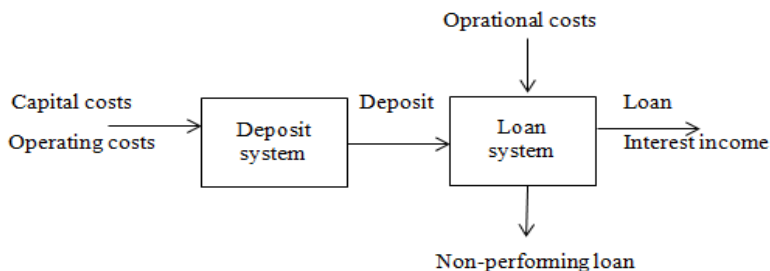 Oprational costs
Capital costs
Operating costs
Deposit
system
Deposit
Loan
system
Loan
Interest income
Non-performing loan